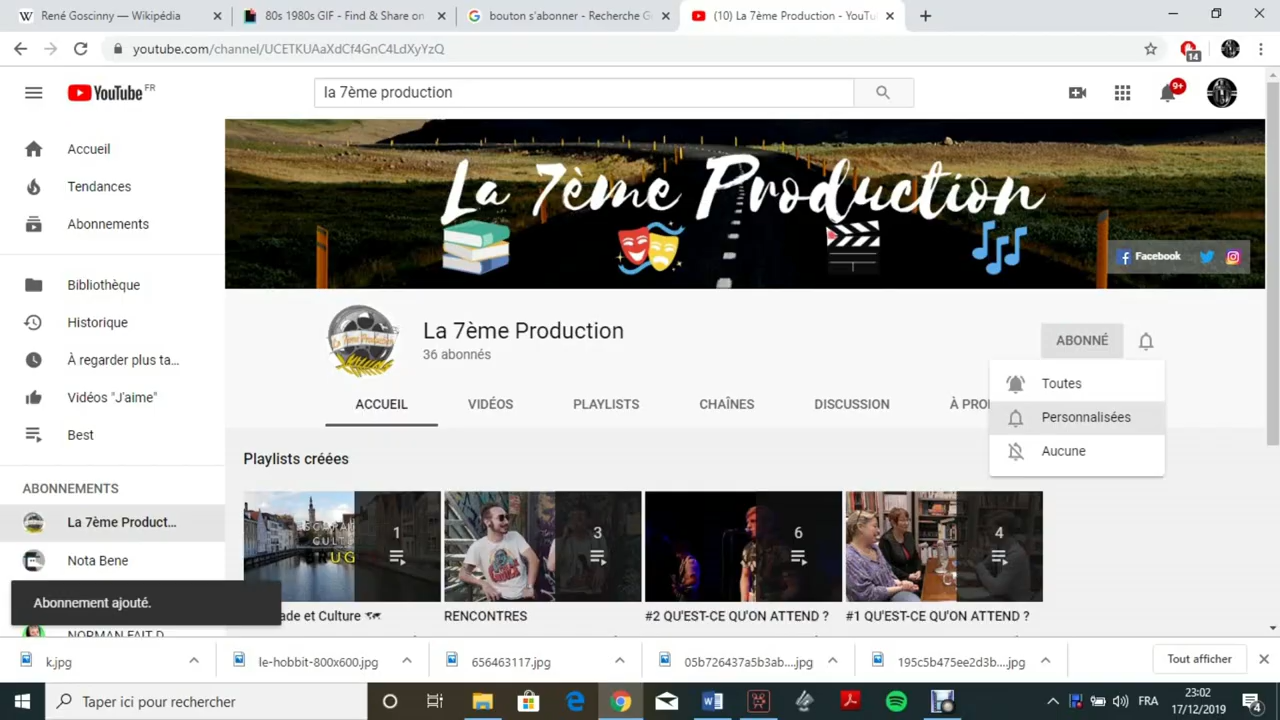 René Goscinny — Wikipédia
80s 1980s GIF - Find & Share on
bouton s'abonner - Recherche G
(10) La 7ème Production - YouTu
youtube.com/channel/UCETKUAaXdCf4GnC4LdXyYzQ
14
YouTube FR
la 7ème production
9+
Accueil
Tendances
Abonnements
Bibliothèque
Historique
À regarder plus ta...
Vidéos "J'aime"
Best
ABONNEMENTS
La 7ème Product...
Nota Bene
NORMAN FAIT D
Abonnement ajouté.
La 7ème Production
Facebook
La 7ème Production
36 abonnés
ABONNÉ
Toutes
Personnalisées
Aucune
ACCUEIL
VIDÉOS
PLAYLISTS
CHAÎNES
DISCUSSION
À PRO
Playlists créées
1
3
6
4
ade et Culture
RENCONTRES
#2 QU'EST-CE QU'ON ATTEND ?
#1 QU'EST-CE QU'ON ATTEND ?
k.jpg
le-hobbit-800x600.jpg
656463117.jpg
05b726437a5b3ab....jpg
195c5b475ee2d3b....jpg
Tout afficher
Taper ici pour rechercher
FRA
23:02
17/12/2019
4